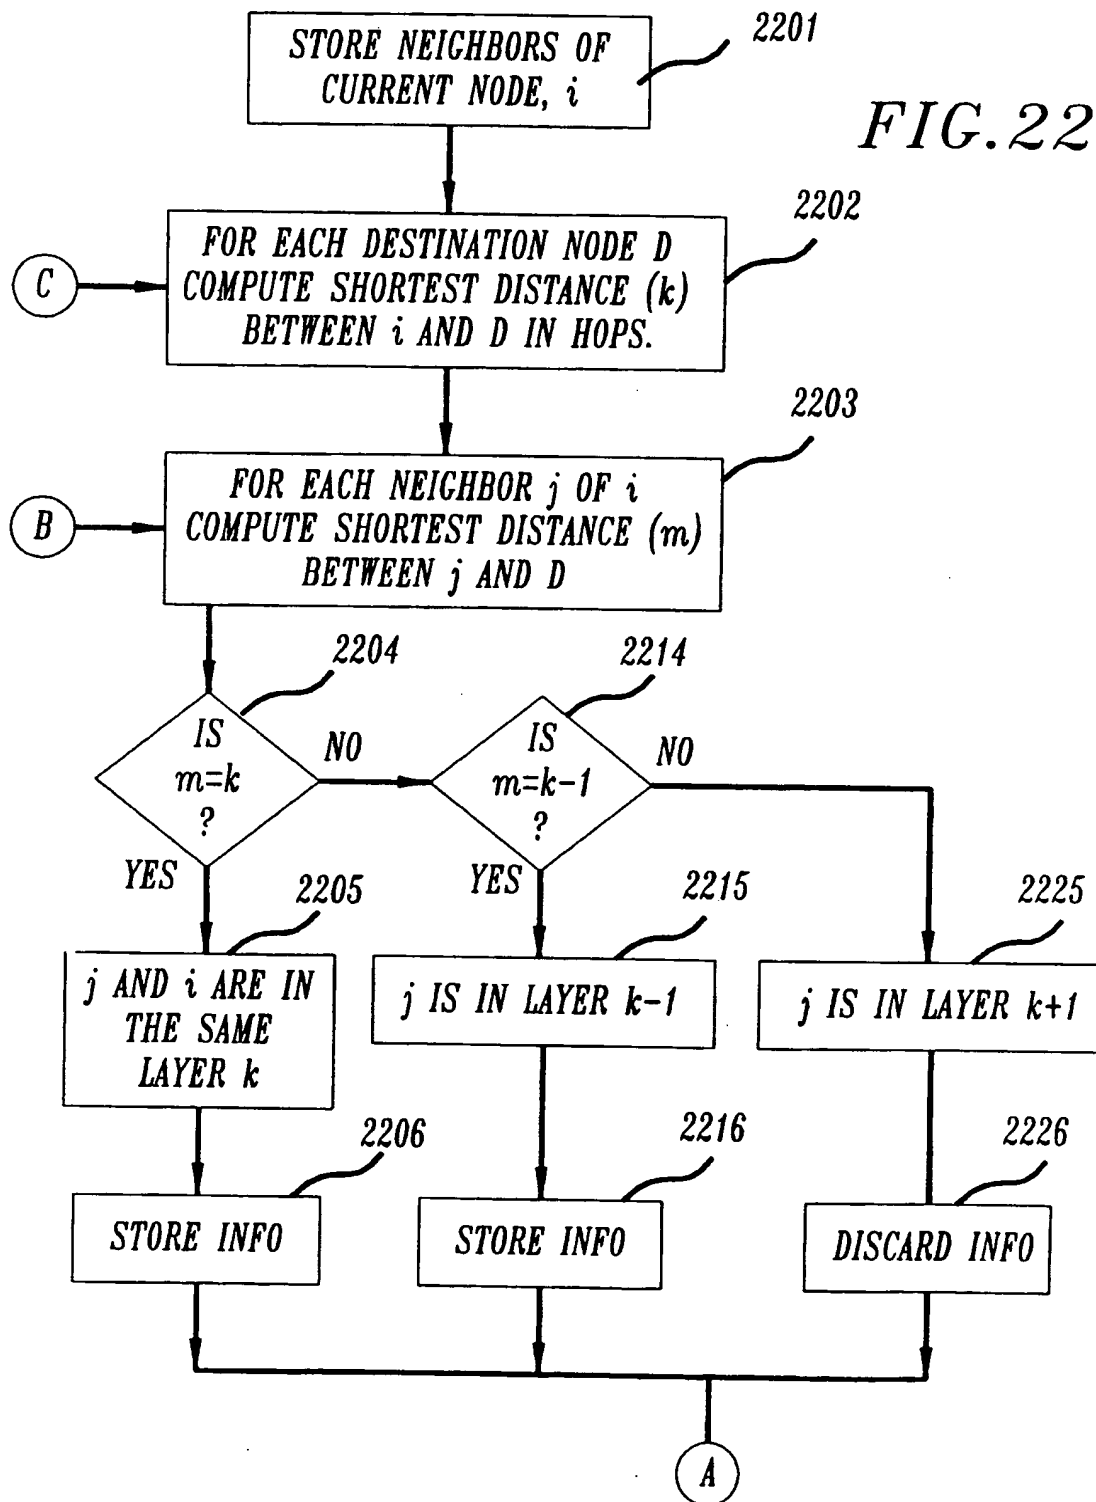 2201
STORE NEIGHBORS OF
CURRENT NODE, i
FIG.22
2202
FOR EACH DESTINATION NODE D
COMPUTE SHORTEST DISTANCE (k)
BETWEEN i AND D IN HOPS.
C
2203
FOR EACH NEIGHBOR j OF i
COMPUTE SHORTEST DISTANCE (m)
BETWEEN j AND D
B
2204
IS
m=k
?
NO
YES
2214
IS
m=k-1
?
NO
YES
2205
j AND i ARE IN
THE SAME
LAYER k
2215
j IS IN LAYER k-1
2225
j IS IN LAYER k+1
2206
STORE INFO
2216
STORE INFO
2226
DISCARD INFO
A